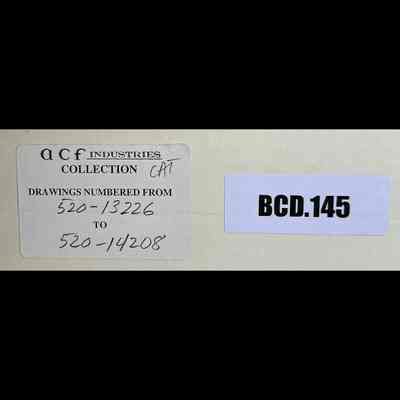 acf INDUSTRIES
COLLECTION CAT
DRAWINGS NUMBERED FROM
520-13226
TO
520-14208
BCD.145